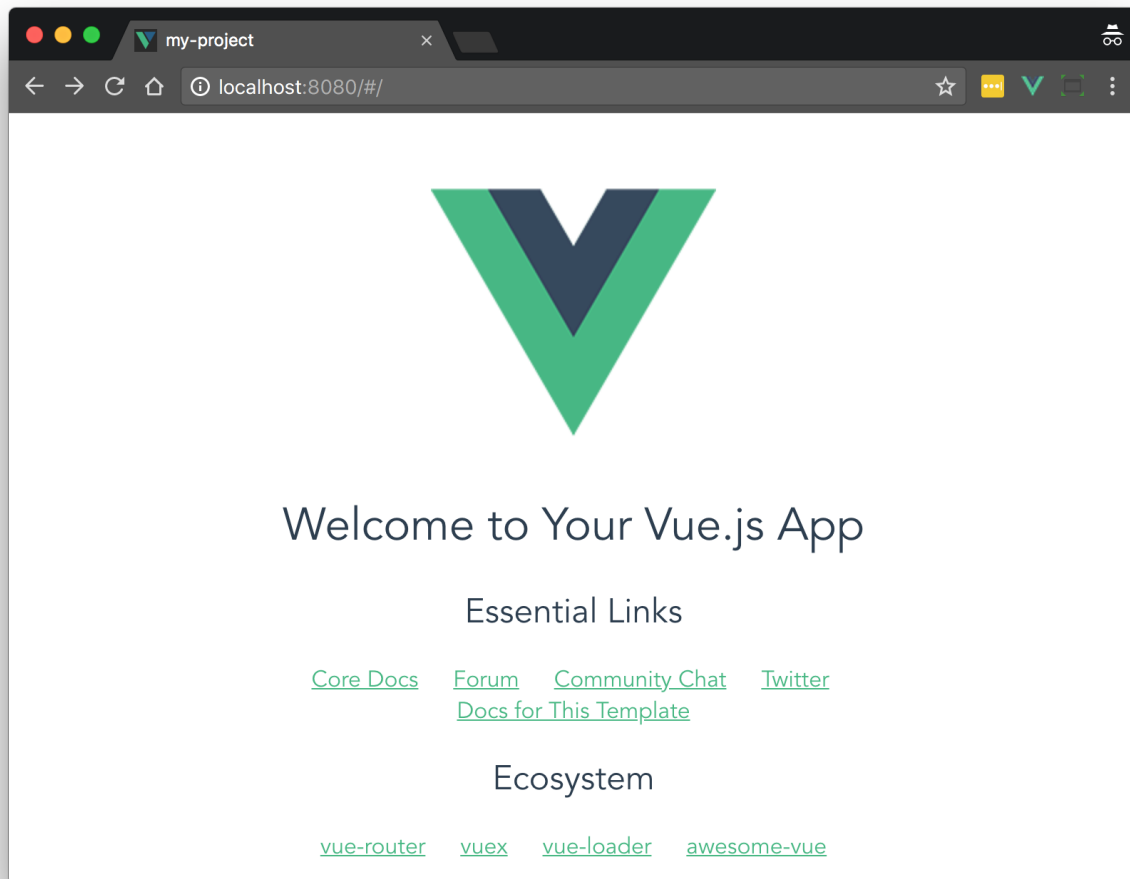 my-project
localhost:8080/#/
Welcome to Your Vue.js App
Essential Links
Core Docs Forum Community Chat Twitter
Docs for This Template
Ecosystem
vue-router vuex vue-loader awesome-vue